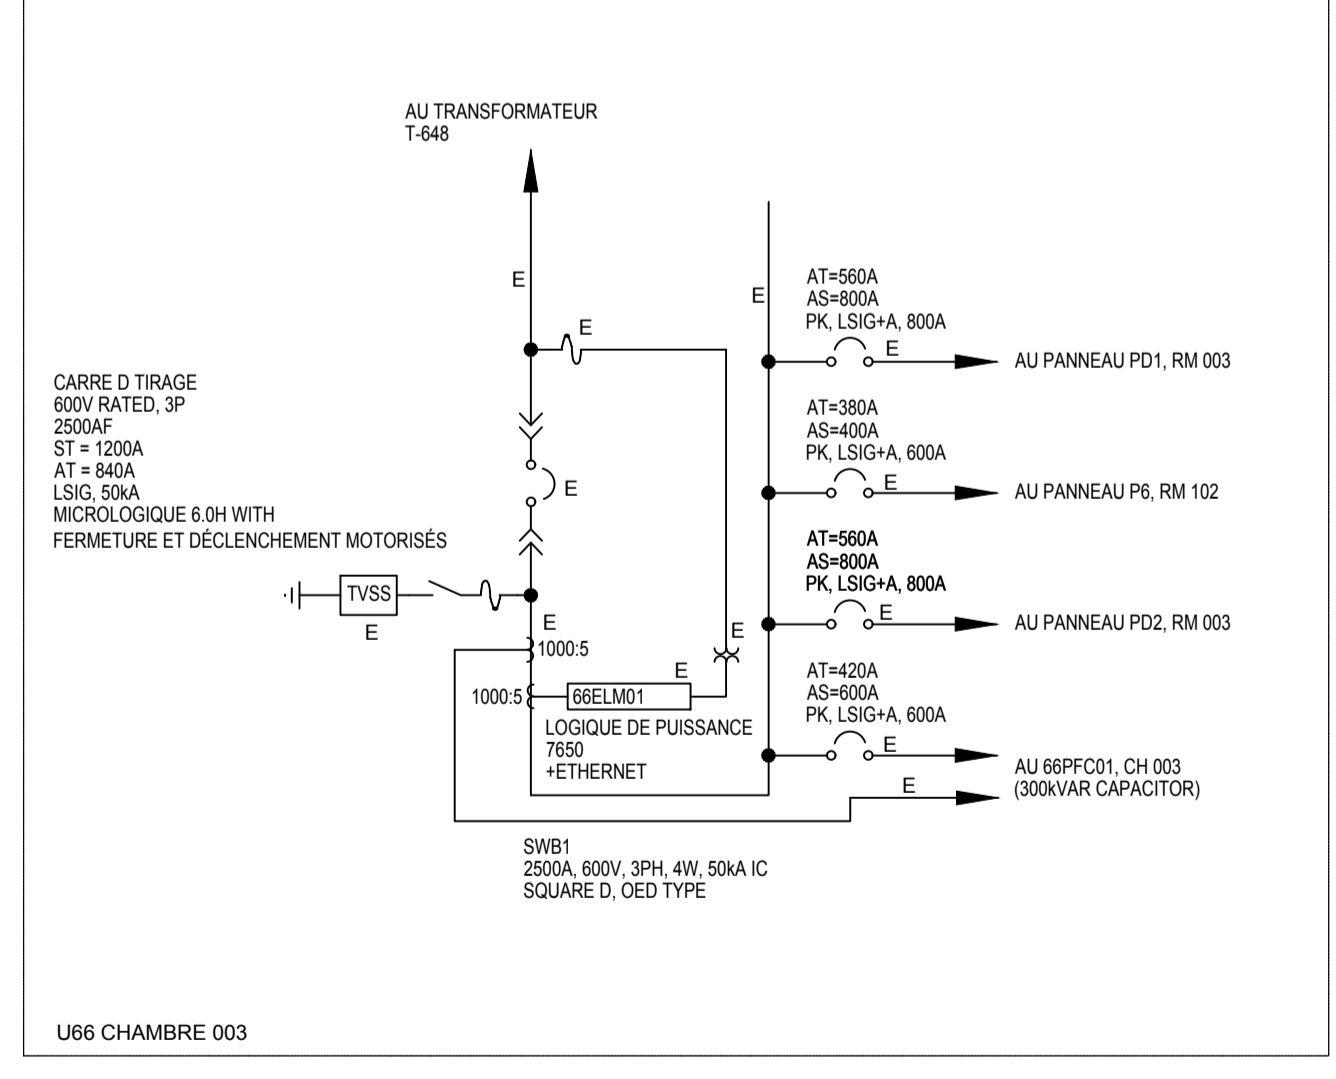 AU TRANSFORMATEUR
T-648
E
E
E
AT=560A
AS=800A
PK, LSIG+A, 800A
E
AU PANNEAU PD1, RM 003
CARRE D TIRAGE
600V RATED, 3P
2500AF
ST = 1200A
AT = 840A
LSIG, 50kA
MICROLOGIQUE 6.0H WITH
FERMETURE ET DÉCLENCHEMENT MOTORISÉS
E
AT=380A
AS=400A
PK, LSIG+A, 600A
E
AU PANNEAU P6, RM 102
AT=560A
AS=800A
PK, LSIG+A, 800A
E
AU PANNEAU PD2, RM 003
TVSS
E
E
1000:5
E
1000:5
66ELM01
E
LOGIQUE DE PUISSANCE
7650
+ETHERNET
AT=420A
AS=600A
PK, LSIG+A, 600A
E
AU 66PFC01, CH 003
(300kVAR CAPACITOR)
E
SWB1
2500A, 600V, 3PH, 4W, 50kA IC
SQUARE D, OED TYPE
U66 CHAMBRE 003